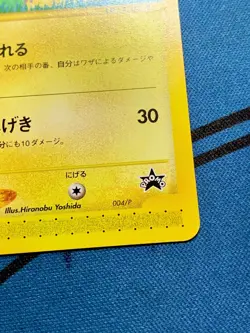 れる
次の相手の番、自分はワザによるダメージや
げき 30
分にも10ダメージ。
にげる
PROMO
004/P
Illus.Hiranobu Yoshida